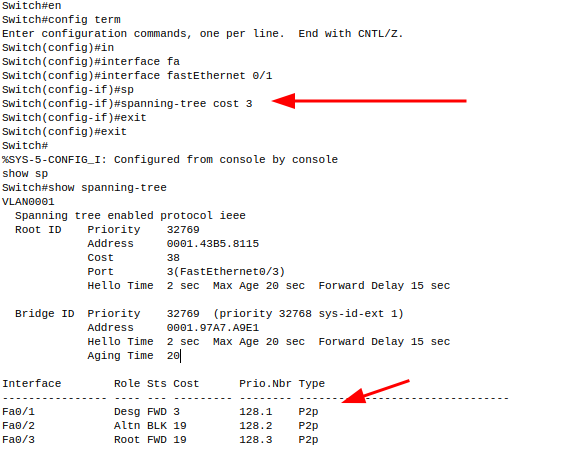 Switch#en
Switch#config term
Enter configuration commands, one per line.  End with CNTL/Z.
Switch(config)#in
Switch(config)#interface fa
Switch(config)#interface fastEthernet 0/1
Switch(config-if)#sp
Switch(config-if)#spanning-tree cost 3
Switch(config-if)#exit
Switch(config)#exit
Switch#
%SYS-5-CONFIG_I: Configured from console by console
show sp
Switch#show spanning-tree
VLAN0001
  Spanning tree enabled protocol ieee
  Root ID    Priority    32769
             Address     0001.43B5.8115
             Cost        38
             Port        3(FastEthernet0/3)
             Hello Time  2 sec  Max Age 20 sec  Forward Delay 15 sec

  Bridge ID  Priority    32769  (priority 32768 sys-id-ext 1)
             Address     0001.97A7.A9E1
             Hello Time  2 sec  Max Age 20 sec  Forward Delay 15 sec
             Aging Time  20

Interface        Role Sts Cost      Prio.Nbr Type
---------------- ---- --- --------- -------- --------------------------------
Fa0/1            Desg FWD 3         128.1    P2p
Fa0/2            Altn BLK 19        128.2    P2p
Fa0/3            Root FWD 19        128.3    P2p